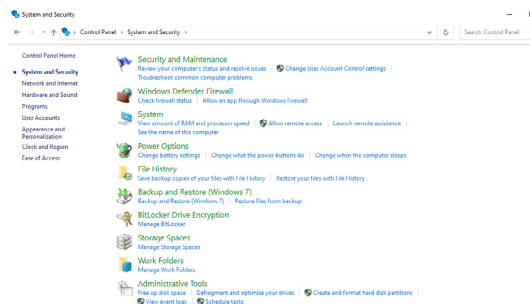 System and Security
Control Panel > System and Security >
Search Control Panel
Control Panel Home
System and Security
Network and Internet
Hardware and Sound
Programs
User Accounts
Appearance and
Personalization
Clock and Region
Ease of Access
Security and Maintenance
Review your computer's status and resolve issues | Change User Account Control settings |
Troubleshoot common computer problems
Windows Defender Firewall
Check firewall status | Allow an app through Windows Firewall
System
View amount of RAM and processor speed | Allow remote access | Launch remote assistance |
See the name of this computer
Power Options
Change battery settings | Change what the power buttons do | Change when the computer sleeps
File History
Save backup copies of your files with File History | Restore your files with File History
Backup and Restore (Windows 7)
Backup and Restore (Windows 7) | Restore files from backup
BitLocker Drive Encryption
Manage BitLocker
Storage Spaces
Manage Storage Spaces
Work Folders
Manage Work Folders
Administrative Tools
Free up disk space | Defragment and optimize your drives | Create and format hard disk partitions |
View event logs | Schedule tasks